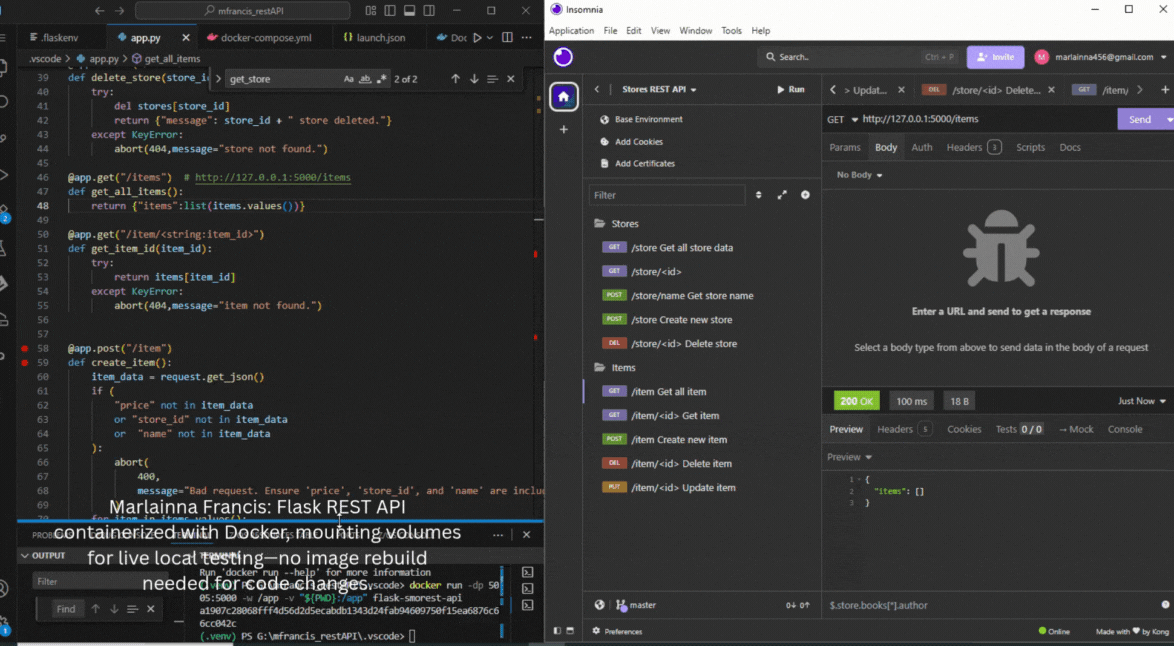 mfrancis_restAPI
.flaskenv
app.py
docker-compose.yml
launch.json
Doc
.vscode > app.py > get_all_items
get_store
Aa
ab
2 of 2
39 def delete_store(store_i
40 try:
41 del stores[store_id]
42 return {"message": store_id + " store deleted."}
43 except KeyError:
44 abort(404,message="store not found.")
45
46 @app.get("/items") # http://127.0.0.1:5000/items
47 def get_all_items():
48 return {"items":list(items.values())}
49
50 @app.get("/item/<string:item_id>")
51 def get_item_id(item_id):
52 try:
53 return items[item_id]
54 except KeyError:
55 abort(404,message="item not found.")
56
57
58 @app.post("/item")
59 def create_item():
60 item_data = request.get_json()
61 if (
62 "price" not in item_data
63 or "store_id" not in item_data
64 or "name" not in item_data
65 ):
66 abort(
67 400,
68 message="Bad request. Ensure 'price', 'store_id', and 'name' are inclu
Marlainna Francis: Flask REST API
containerized with Docker, mounting volumes
for live local testing—no image rebuild
needed for code changes.
OUTPUT
TERMINAL
Filter
Find
Run 'docker run --help' for more information
.vscode> docker run -dp 50
05:5000 -w /app -v "${PWD}:/app" flask-smorest-api
a1907c28068fff4d56d2d5ecabdb1343d24fab94609750f15ea6876c6
6cc042c
(.venv) PS G:\mfrancis_restAPI\.vscode>
Insomnia
Application File Edit View Window Tools Help
Search..
Ctrl + P
Invite
M
marlainna456@gmail.com
Stores REST API
Run
Base Environment
Add Cookies
Add Certificates
Filter
Stores
GET /store Get all store data
GET /store/<id>
POST /store/name Get store name
POST /store Create new store
DEL /store/<id> Delete store
Items
GET /item Get all item
GET /item/<id> Get item
POST /item Create new item
DEL /item/<id> Delete item
PUT /item/<id> Update item
master
0↓ 0↑
Preferences
> Updat...
DEL /store/<id> Delete...
GET /item/
GET http://127.0.0.1:5000/items
Send
Params Body Auth Headers 3 Scripts Docs
No Body
Enter a URL and send to get a response
Select a body type from above to send data in the body of a request
200 OK 100 ms 18 B Just Now
Preview Headers 5 Cookies Tests 0 / 0 → Mock Console
Preview
1 {
2 "items": []
3 }
$.store.books[*].author
Online
Made with ♥ by Kong